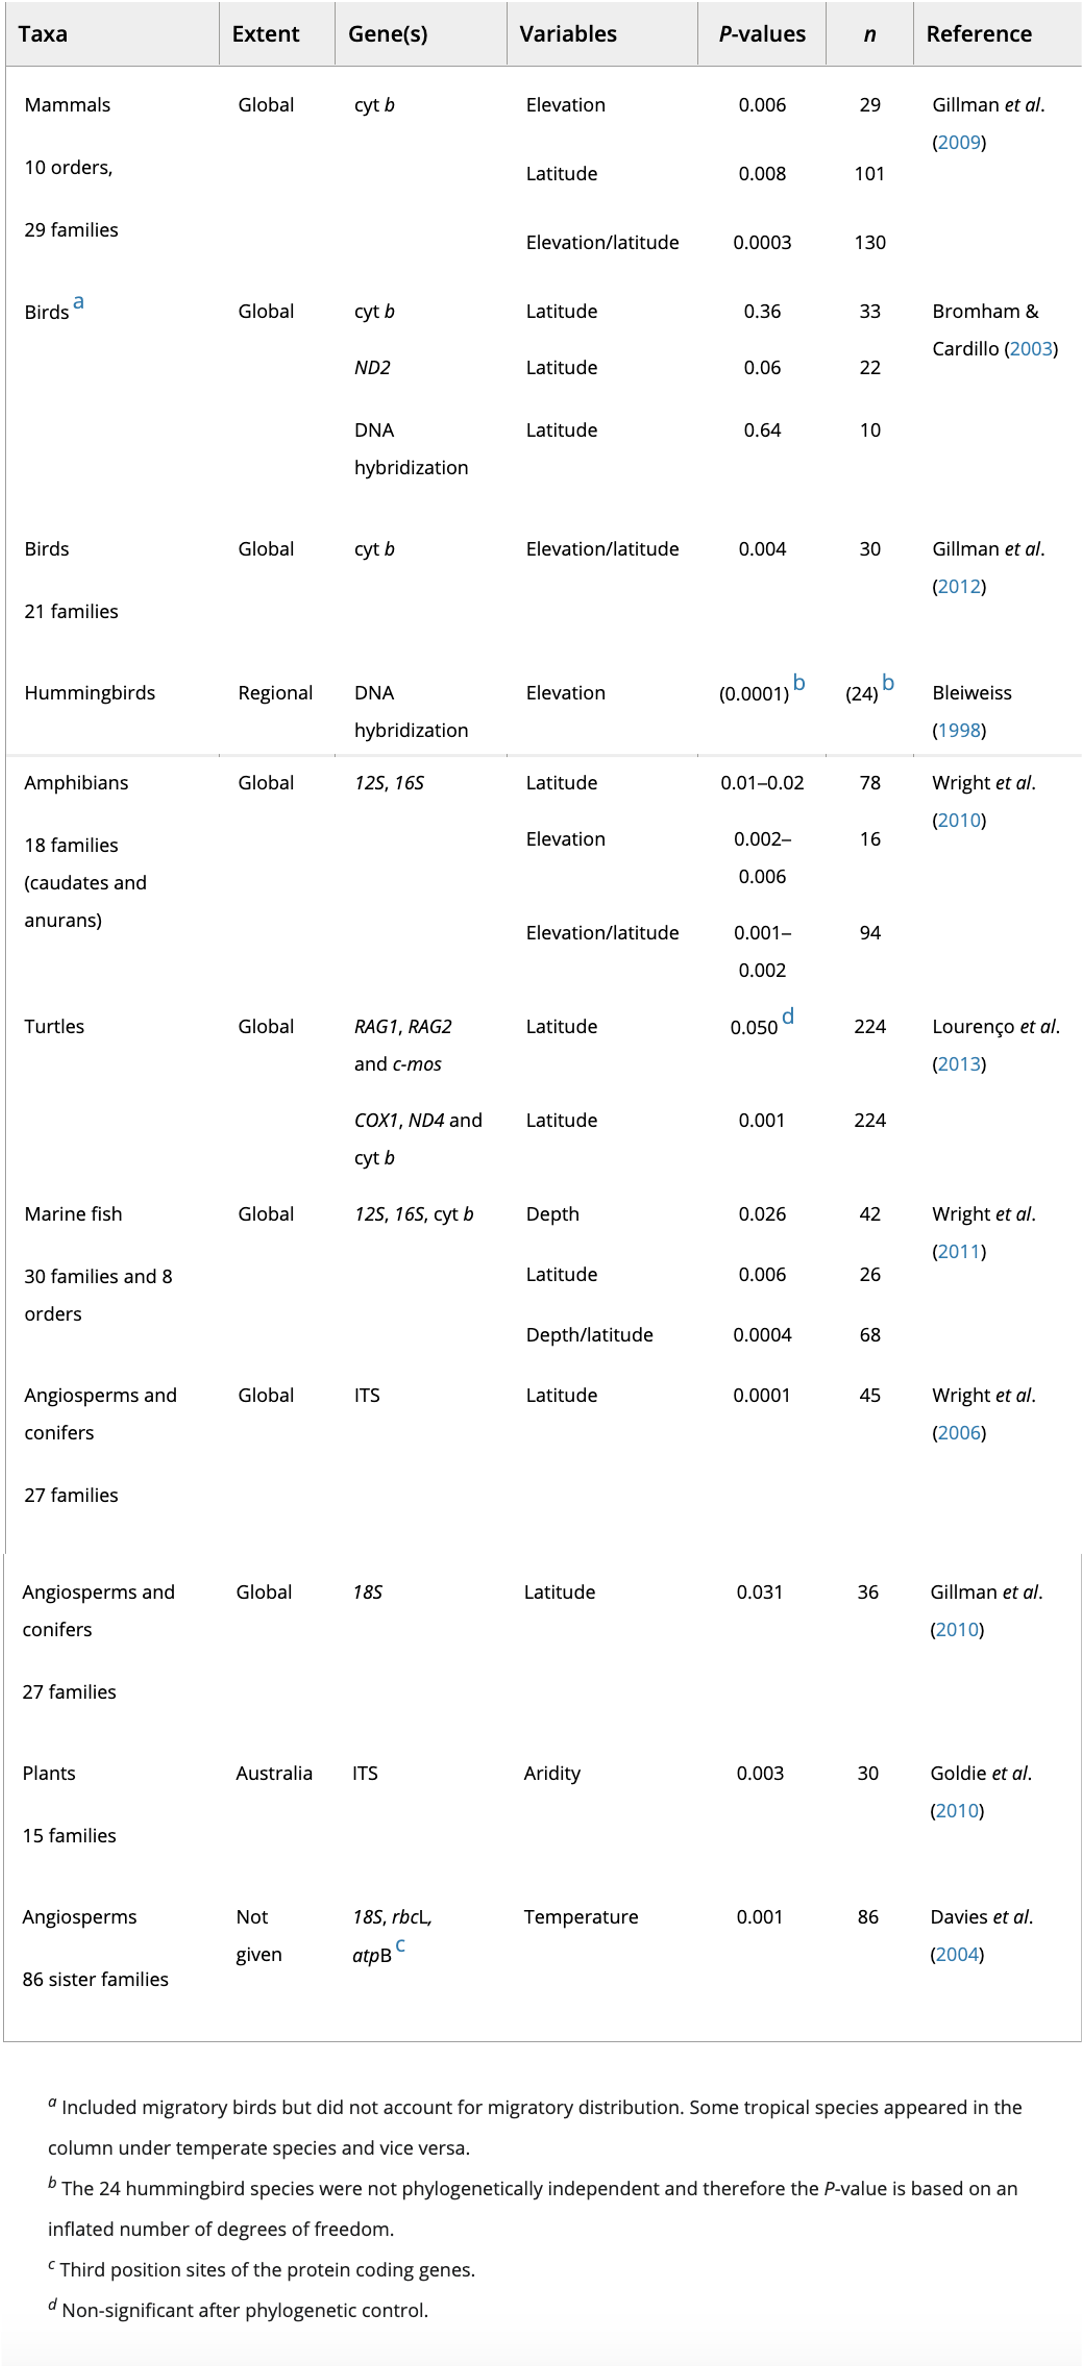 Taxa Extent Gene(s) Variables P-values n Reference
Mammals Global cyt b Elevation 0.006 29 Gillman et al.
(2009)
10 orders,
Latitude 0.008 101
29 families
Elevation/latitude 0.0003 130
Birds a Global cyt b Latitude 0.36 33 Bromham &
Cardillo (2003)
ND2 Latitude 0.06 22
DNA Latitude 0.64 10
hybridization
Birds Global cyt b Elevation/latitude 0.004 30 Gillman et al.
(2012)
21 families
Hummingbirds Regional DNA Elevation (0.0001) b (24) b Bleiweiss
hybridization (1998)
Amphibians Global 12S, 16S Latitude 0.01–0.02 78 Wright et al.
(2010)
18 families Elevation 0.002– 16
(caudates and 0.006
anurans)
Elevation/latitude 0.001– 94
0.002
Turtles Global RAG1, RAG2 Latitude 0.050 d 224 Lourenço et al.
and c-mos (2013)
COX1, ND4 and Latitude 0.001 224
cyt b
Marine fish Global 12S, 16S, cyt b Depth 0.026 42 Wright et al.
(2011)
30 families and 8 Latitude 0.006 26
orders
Depth/latitude 0.0004 68
Angiosperms and Global ITS Latitude 0.0001 45 Wright et al.
conifers (2006)
27 families
Angiosperms and Global 18S Latitude 0.031 36 Gillman et al.
conifers (2010)
27 families
Plants Australia ITS Aridity 0.003 30 Goldie et al.
(2010)
15 families
Angiosperms Not 18S, rbcL, Temperature 0.001 86 Davies et al.
given atpB c (2004)
86 sister families
a Included migratory birds but did not account for migratory distribution. Some tropical species appeared in the
column under temperate species and vice versa.
b The 24 hummingbird species were not phylogenetically independent and therefore the P-value is based on an
inflated number of degrees of freedom.
c Third position sites of the protein coding genes.
d Non-significant after phylogenetic control.